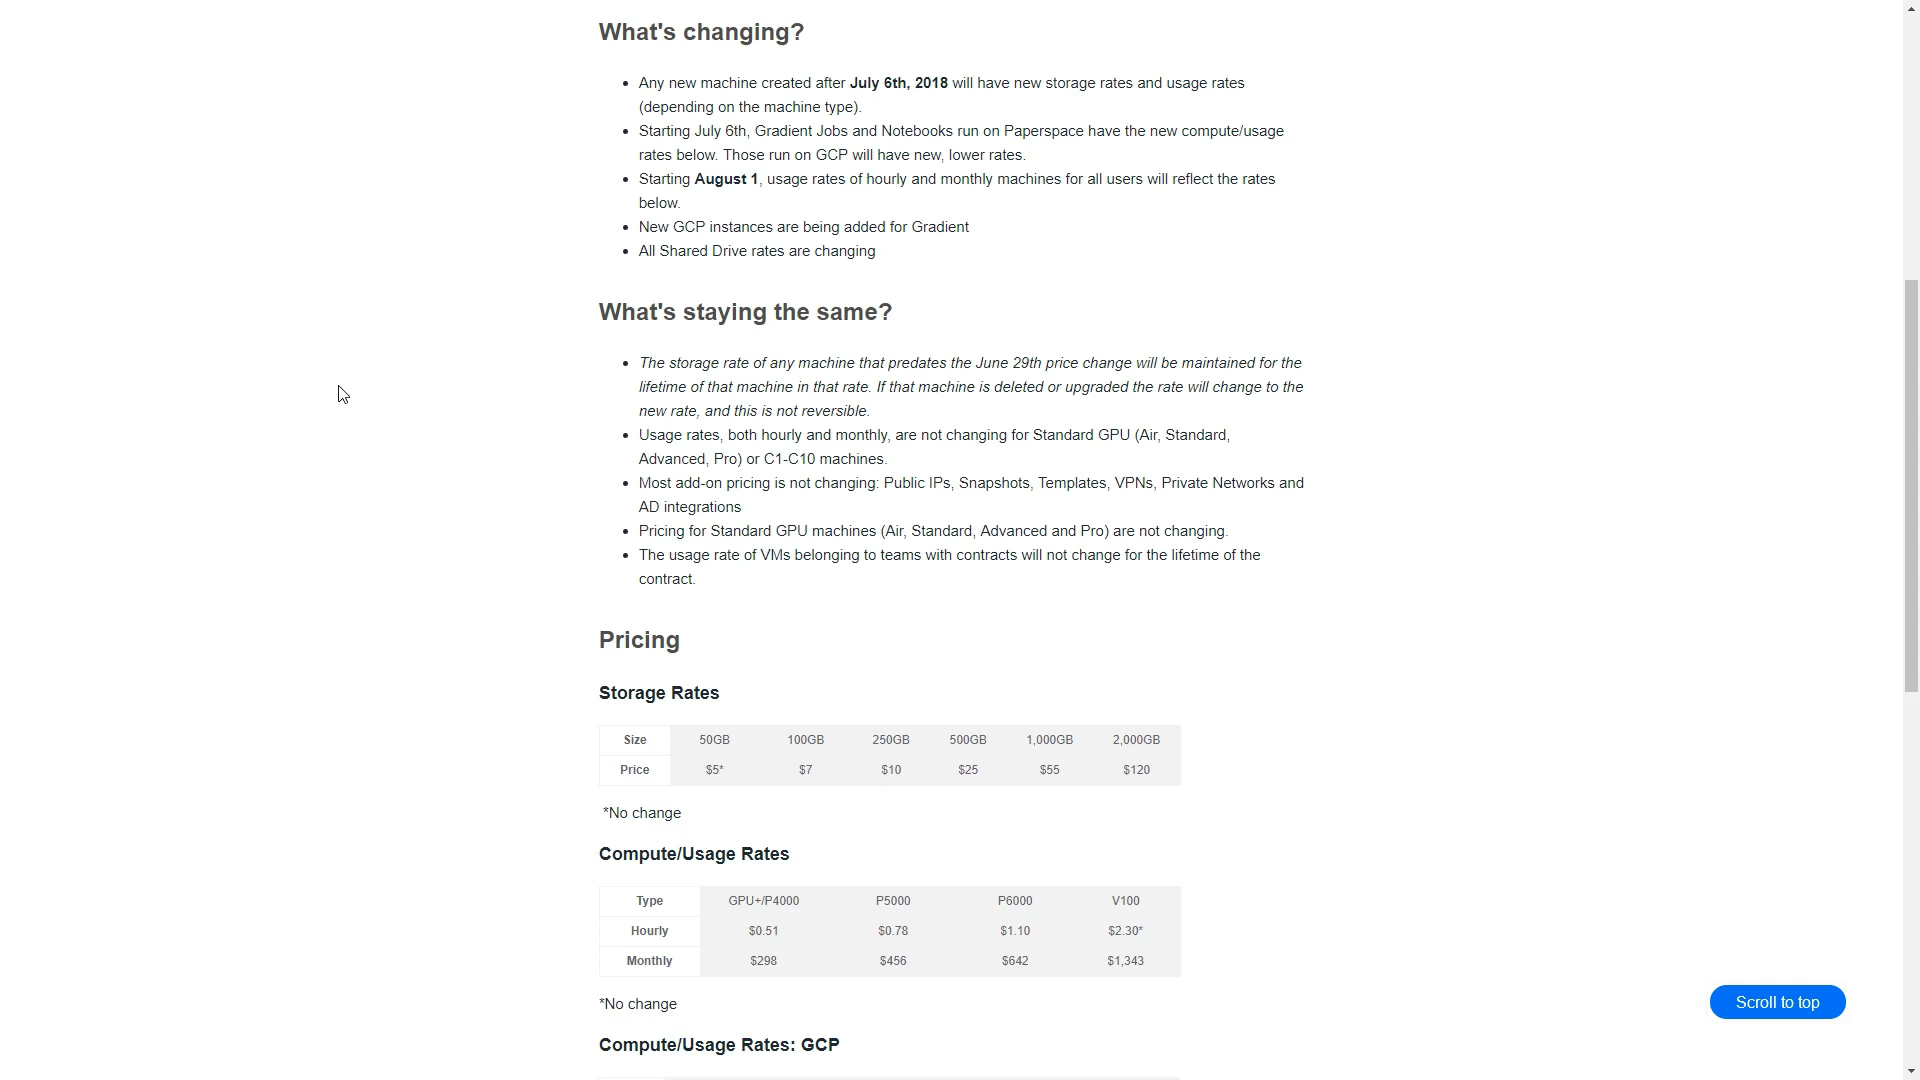 What's changing?
Any new machine created after July 6th, 2018 will have new storage rates and usage rates
(depending on the machine type).
Starting July 6th, Gradient Jobs and Notebooks run on Paperspace have the new compute/usage
rates below. Those run on GCP will have new, lower rates.
Starting August 1, usage rates of hourly and monthly machines for all users will reflect the rates
below.
New GCP instances are being added for Gradient
All Shared Drive rates are changing
What's staying the same?
The storage rate of any machine that predates the June 29th price change will be maintained for the
lifetime of that machine in that rate. If that machine is deleted or upgraded the rate will change to the
new rate, and this is not reversible.
Usage rates, both hourly and monthly, are not changing for Standard GPU (Air, Standard,
Advanced, Pro) or C1-C10 machines.
Most add-on pricing is not changing: Public IPs, Snapshots, Templates, VPNs, Private Networks and
AD integrations
Pricing for Standard GPU machines (Air, Standard, Advanced and Pro) are not changing.
The usage rate of VMs belonging to teams with contracts will not change for the lifetime of the
contract.
Pricing
Storage Rates
Size 50GB 100GB 250GB 500GB 1,000GB 2,000GB
Price $5* $7 $10 $25 $55 $120
*No change
Compute/Usage Rates
Type GPU+/P4000 P5000 P6000 V100
Hourly $0.51 $0.78 $1.10 $2.30*
Monthly $298 $456 $642 $1,343
*No change
Scroll to top
Compute/Usage Rates: GCP